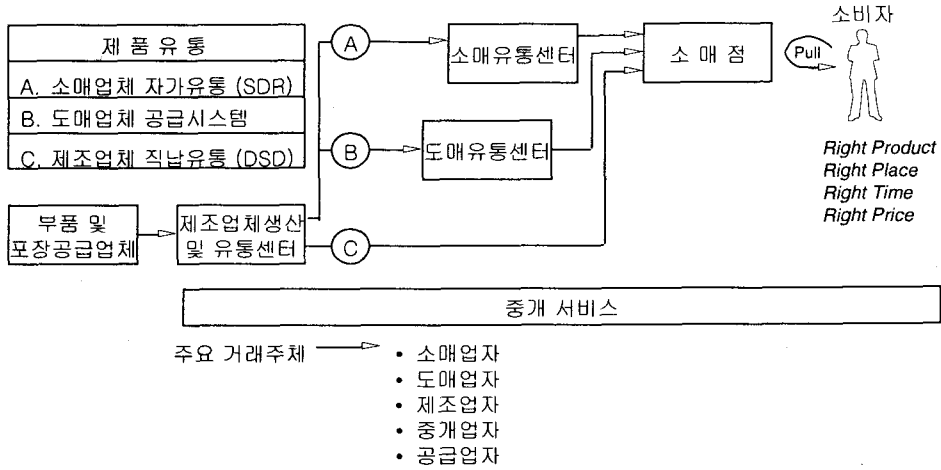 제 품 유 통
A. 소매업체 자가유통 (SDR)
B. 도매업체 공급시스템
C. 제조업체 직납유통 (DSD)
부품 및
포장공급업체
제조업체생산
및 유통센터
A
B
C
소매유통센터
도매유통센터
소 매 점
Pull
소비자
Right Product
Right Place
Right Time
Right Price
중개 서비스
주요 거래주체
• 소매업자
• 도매업자
• 제조업자
• 중개업자
• 공급업자